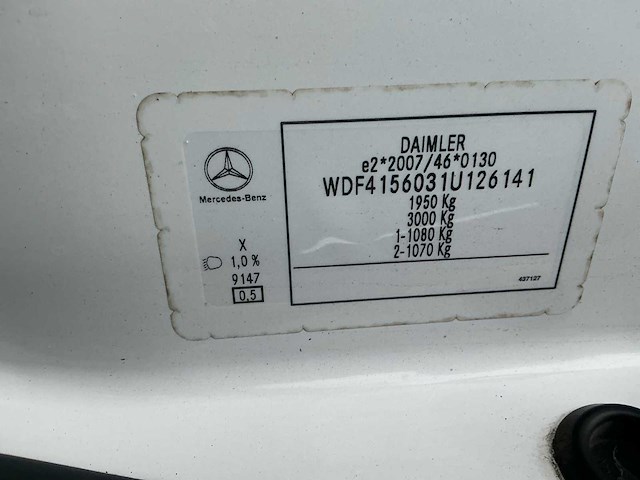 DAIMLER
e2*2007/46*0130
WDF4156031U126141
1950 Kg
3000 Kg
1-1080 Kg
2-1070 Kg
437127
Mercedes-Benz
X
1,0 %
9147
0,5